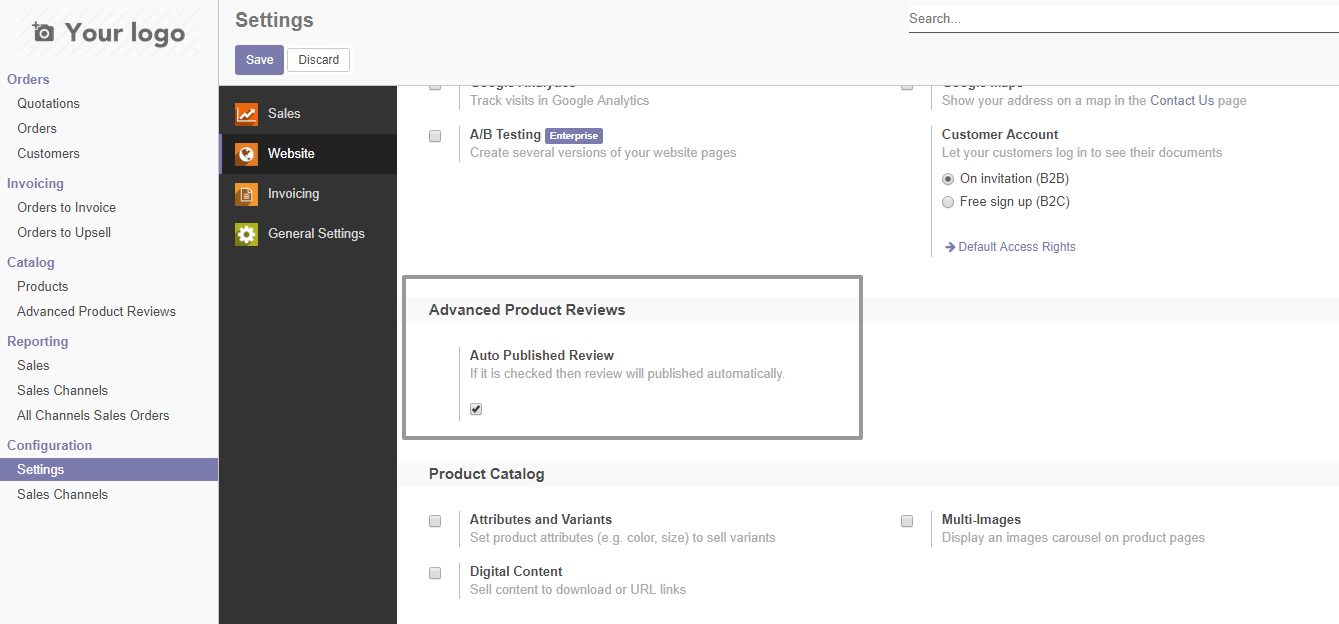 Your logo
Orders
Quotations
Orders
Customers
Invoicing
Orders to Invoice
Orders to Upsell
Catalog
Products
Advanced Product Reviews
Reporting
Sales
Sales Channels
All Channels Sales Orders
Configuration
Settings
Sales Channels
Settings
Save Discard
Search...
Sales
Website
Invoicing
General Settings
Google Analytics
Track visits in Google Analytics
A/B Testing Enterprise
Create several versions of your website pages
Google Maps
Show your address on a map in the Contact Us page
Customer Account
Let your customers log in to see their documents
On invitation (B2B)
Free sign up (B2C)
Default Access Rights
Advanced Product Reviews
Auto Published Review
If it is checked then review will published automatically.
Product Catalog
Attributes and Variants
Set product attributes (e.g. color, size) to sell variants
Multi-Images
Display an images carousel on product pages
Digital Content
Sell content to download or URL links